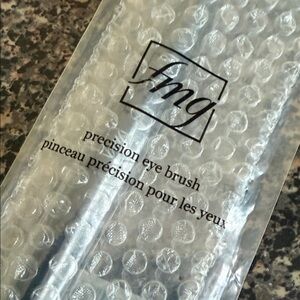 fmg
precision eye brush
pinceau précision pour les yeux